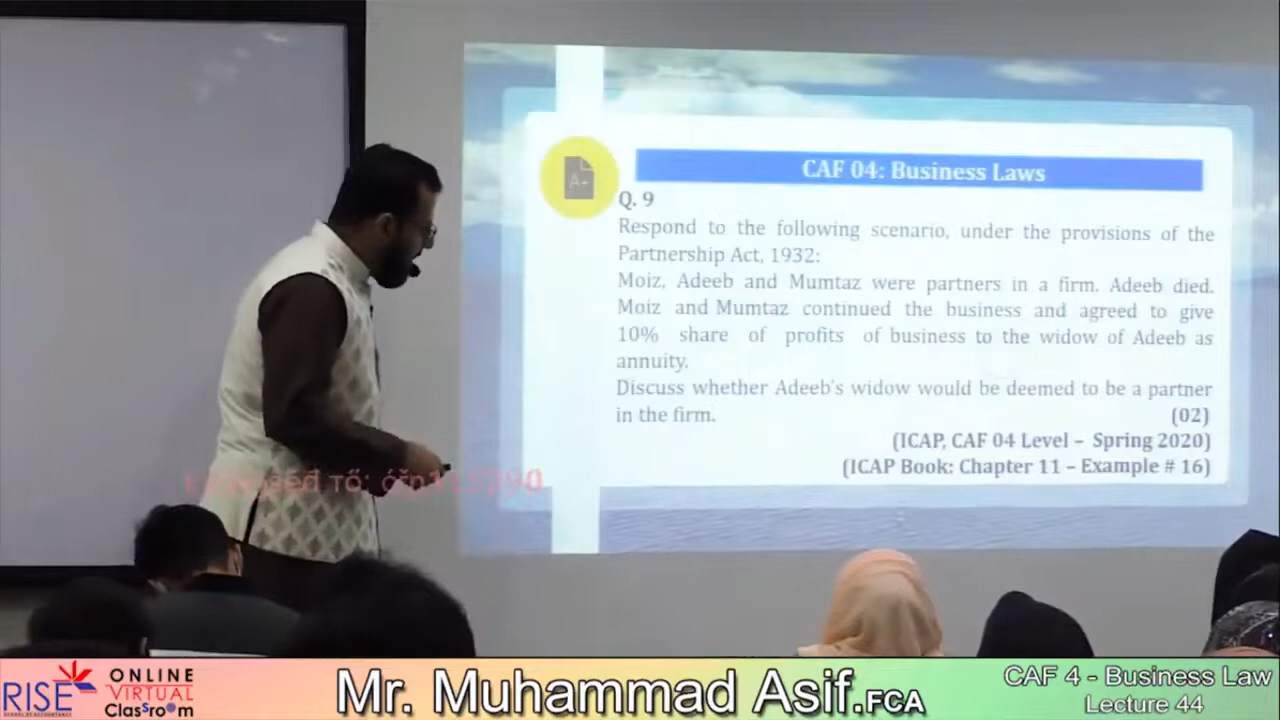 A+
CAF 04: Business Laws
Q. 9
Respond to the following scenario, under the provisions of the
Partnership Act, 1932:
Moiz, Adeeb and Mumtaz were partners in a firm. Adeeb died.
Moiz and Mumtaz continued the business and agreed to give
10% share of profits of business to the widow of Adeeb as
annuity.
Discuss whether Adeeb's widow would be deemed to be a partner
in the firm. (02)
(ICAP, CAF 04 Level – Spring 2020)
(ICAP Book: Chapter 11 – Example # 16)
RISE
ONLINE
VIRTUAL
ClasSro☻m
Mr. Muhammad Asif.FCA
CAF 4 - Business Law
Lecture 44